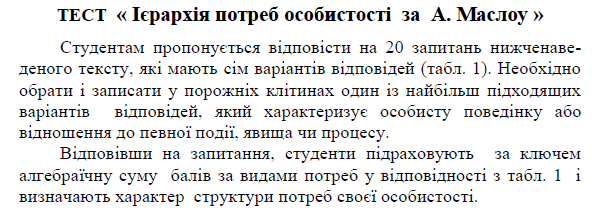 ТЕСТ « Ієрархія потреб особистості за А. Маслоу »
Студентам пропонується відповісти на 20 запитань нижченаве-
деного тексту, які мають сім варіантів відповідей (табл. 1). Необхідно
обрати і записати у порожніх клітинах один із найбільш підходящих
варіантів відповідей, який характеризує особисту поведінку або
відношення до певної події, явища чи процесу.
Відповівши на запитання, студенти підраховують за ключем
алгебраїчну суму балів за видами потреб у відповідності з табл. 1 і
визначають характер структури потреб своєї особистості.